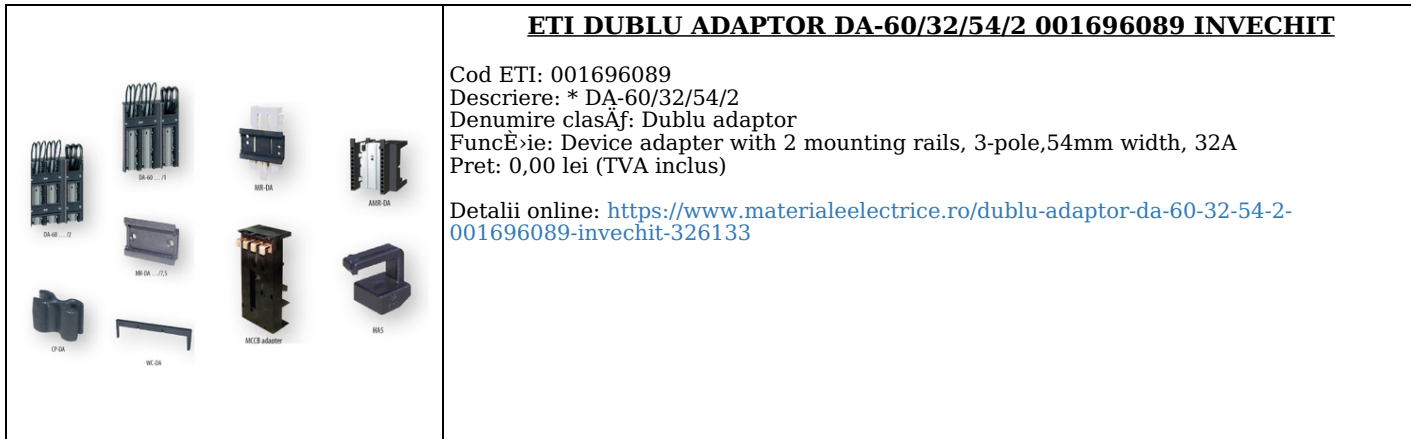 ETI DUBLU ADAPTOR DA-60/32/54/2 001696089 INVECHIT
Cod ETI: 001696089
Descriere: * DA-60/32/54/2
Denumire clasÄƒ: Dublu adaptor
FuncÈ›ie: Device adapter with 2 mounting rails, 3-pole,54mm width, 32A
Pret: 0,00 lei (TVA inclus)
Detalii online: https://www.materialeelectrice.ro/dublu-adaptor-da-60-32-54-2-
001696089-invechit-326133
DA-60 .../1
MR-DA
AMR-DA
DA-60 .../2
MR-DA .../7,5
MCCB adapter
HAS
CP-DA
WC-DA